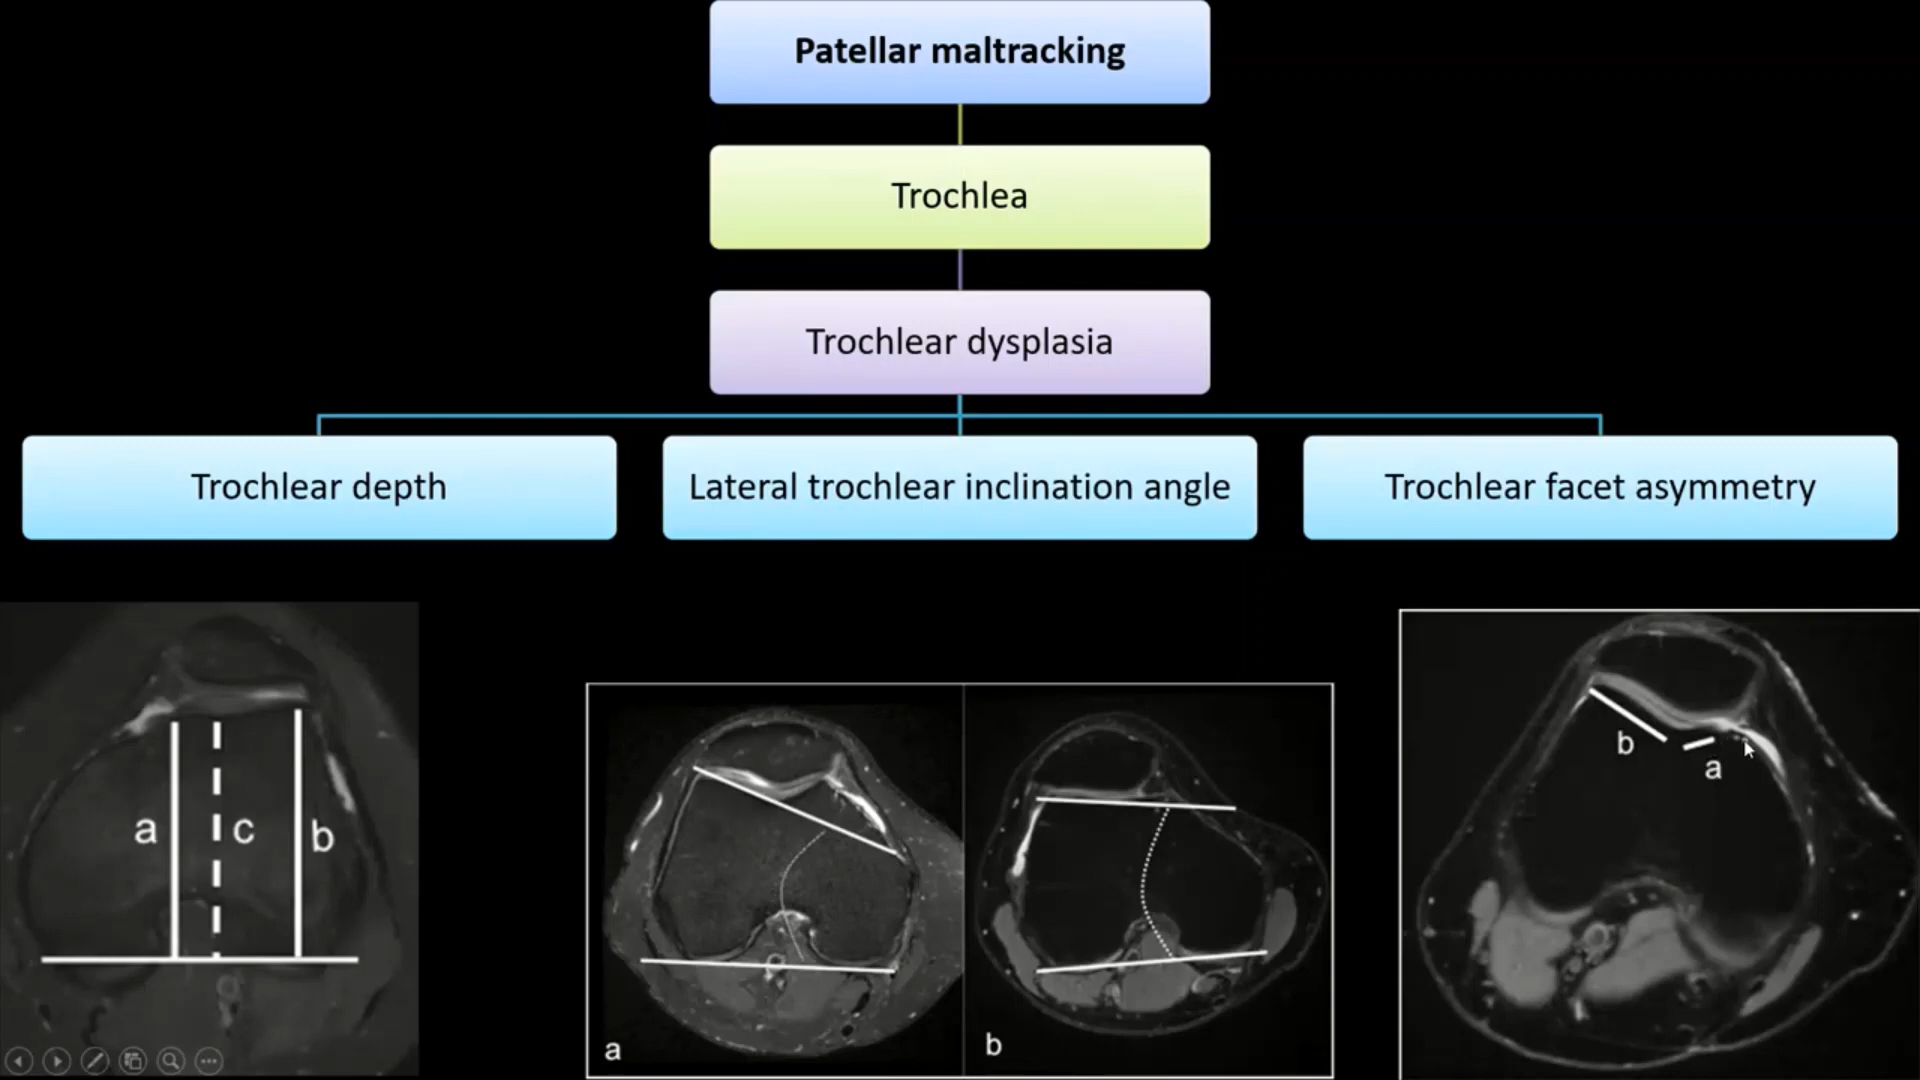 Patellar maltracking
Trochlea
Trochlear dysplasia
Trochlear depth
Lateral trochlear inclination angle
Trochlear facet asymmetry
a
c
b
a
b
b
a